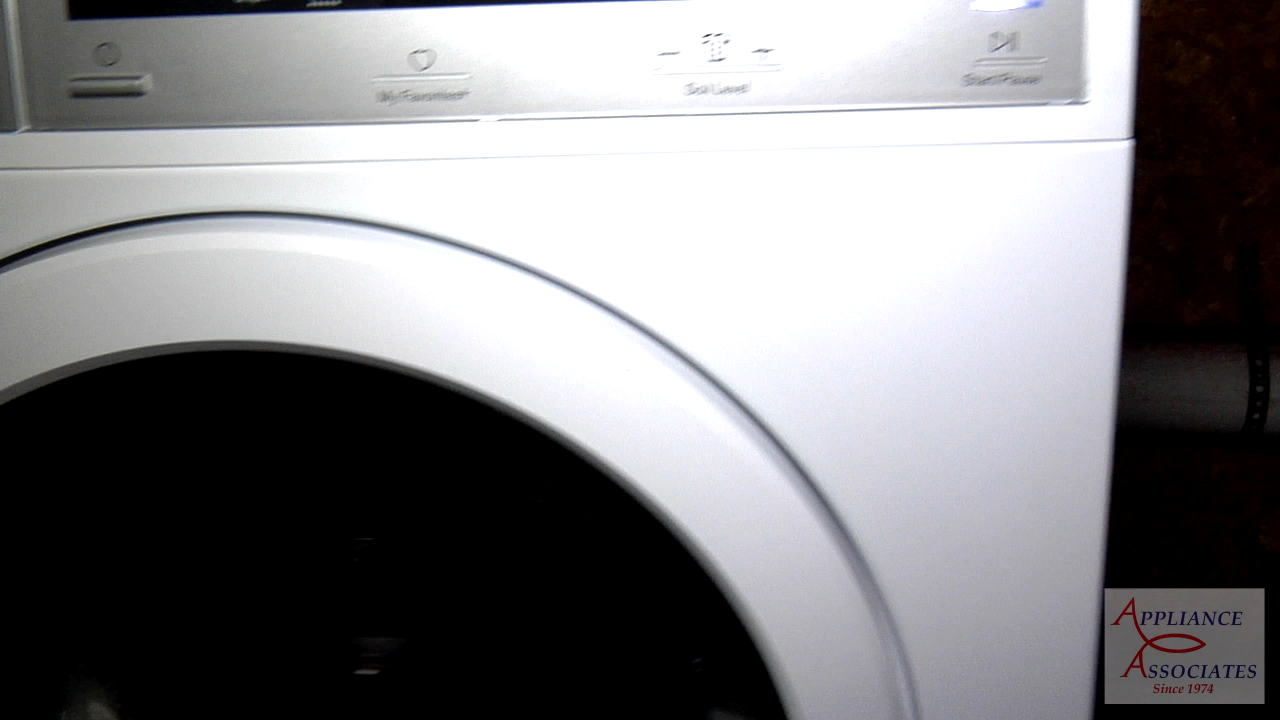 My Favorites
Soil Level
Start/Pause
APPLIANCE
ASSOCIATES
Since 1974